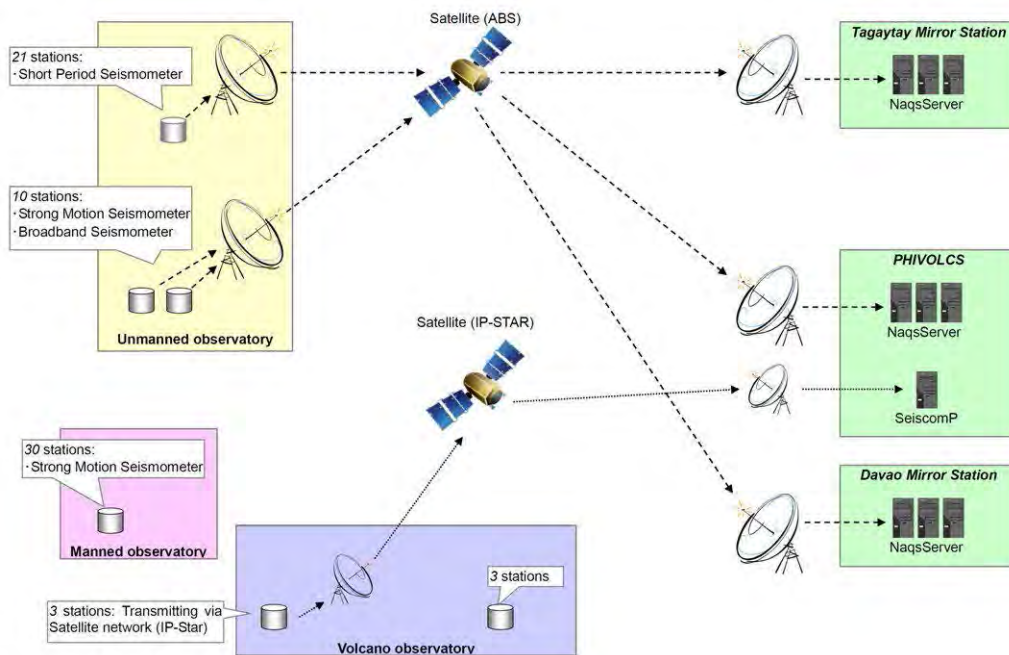 Satellite (ABS)
Tagaytay Mirror Station
21 stations:
・Short Period Seismometer
NaqsServer
10 stations:
・Strong Motion Seismometer
・Broadband Seismometer
PHIVOLCS
NaqsServer
Unmanned observatory
Satellite (IP-STAR)
SeiscomP
30 stations:
・Strong Motion Seismometer
Davao Mirror Station
NaqsServer
Manned observatory
3 stations
3 stations: Transmitting via
Satellite network (IP-Star)
Volcano observatory